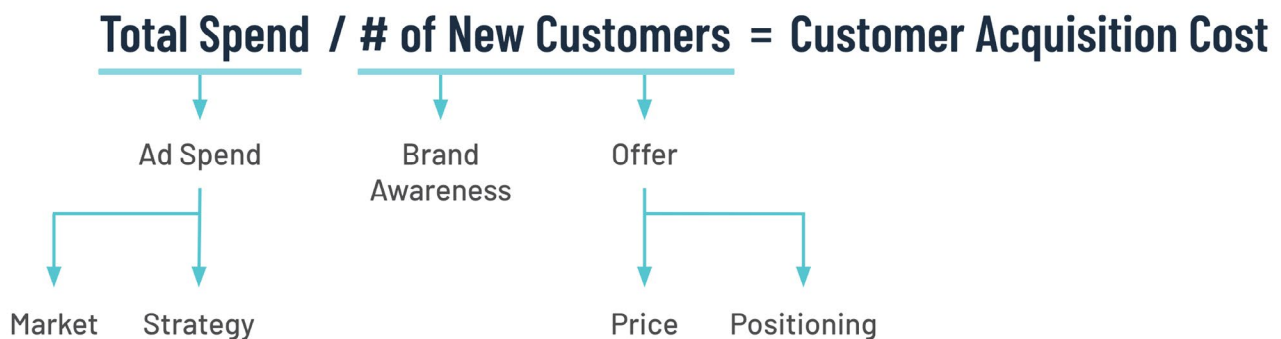 Total Spend / # of New Customers = Customer Acquisition Cost
Ad Spend
Brand
Awareness
Offer
Market
Strategy
Price
Positioning